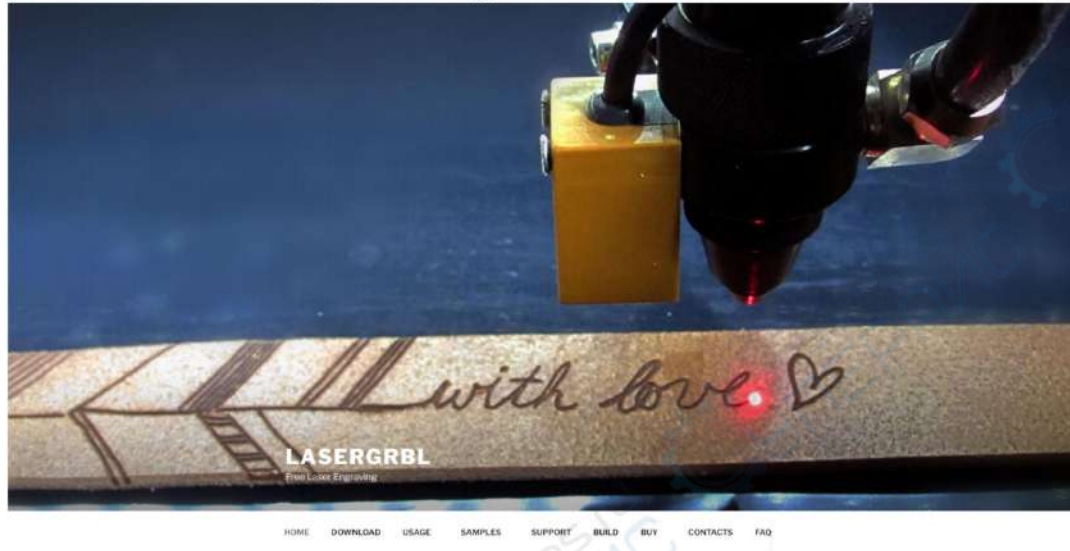 with love
LASERGRBL
Free Laser Engraving
HOME DOWNLOAD USAGE SAMPLES SUPPORT BUILD BUY CONTACTS FAQ